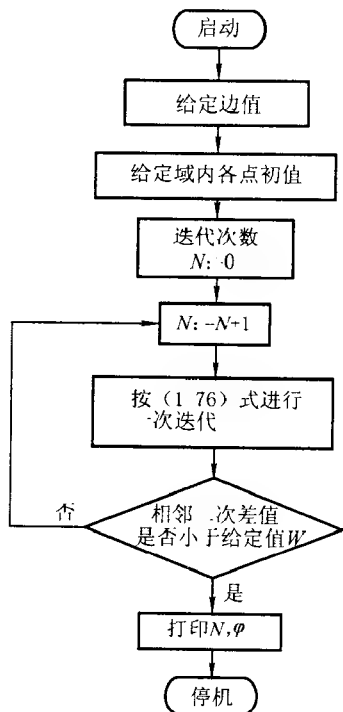 启动
给定边值
给定域内各点初值
迭代次数
N: 0
N: -N+1
按（1 76）式进行
一次迭代
相邻二次差值
是否小于给定值W
否
是
打印N,φ
停机